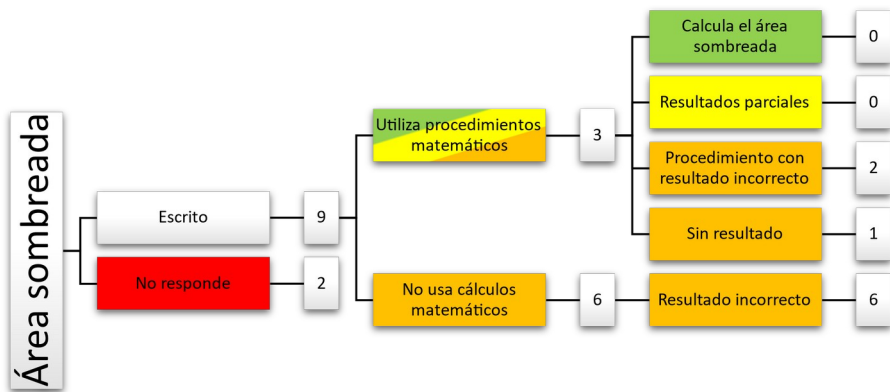 Área sombreada
Escrito
9
No responde
2
Utiliza procedimientos
matemáticos
3
Calcula el área
sombreada
0
Resultados parciales
0
Procedimiento con
resultado incorrecto
2
Sin resultado
1
No usa cálculos
matemáticos
6
Resultado incorrecto
6